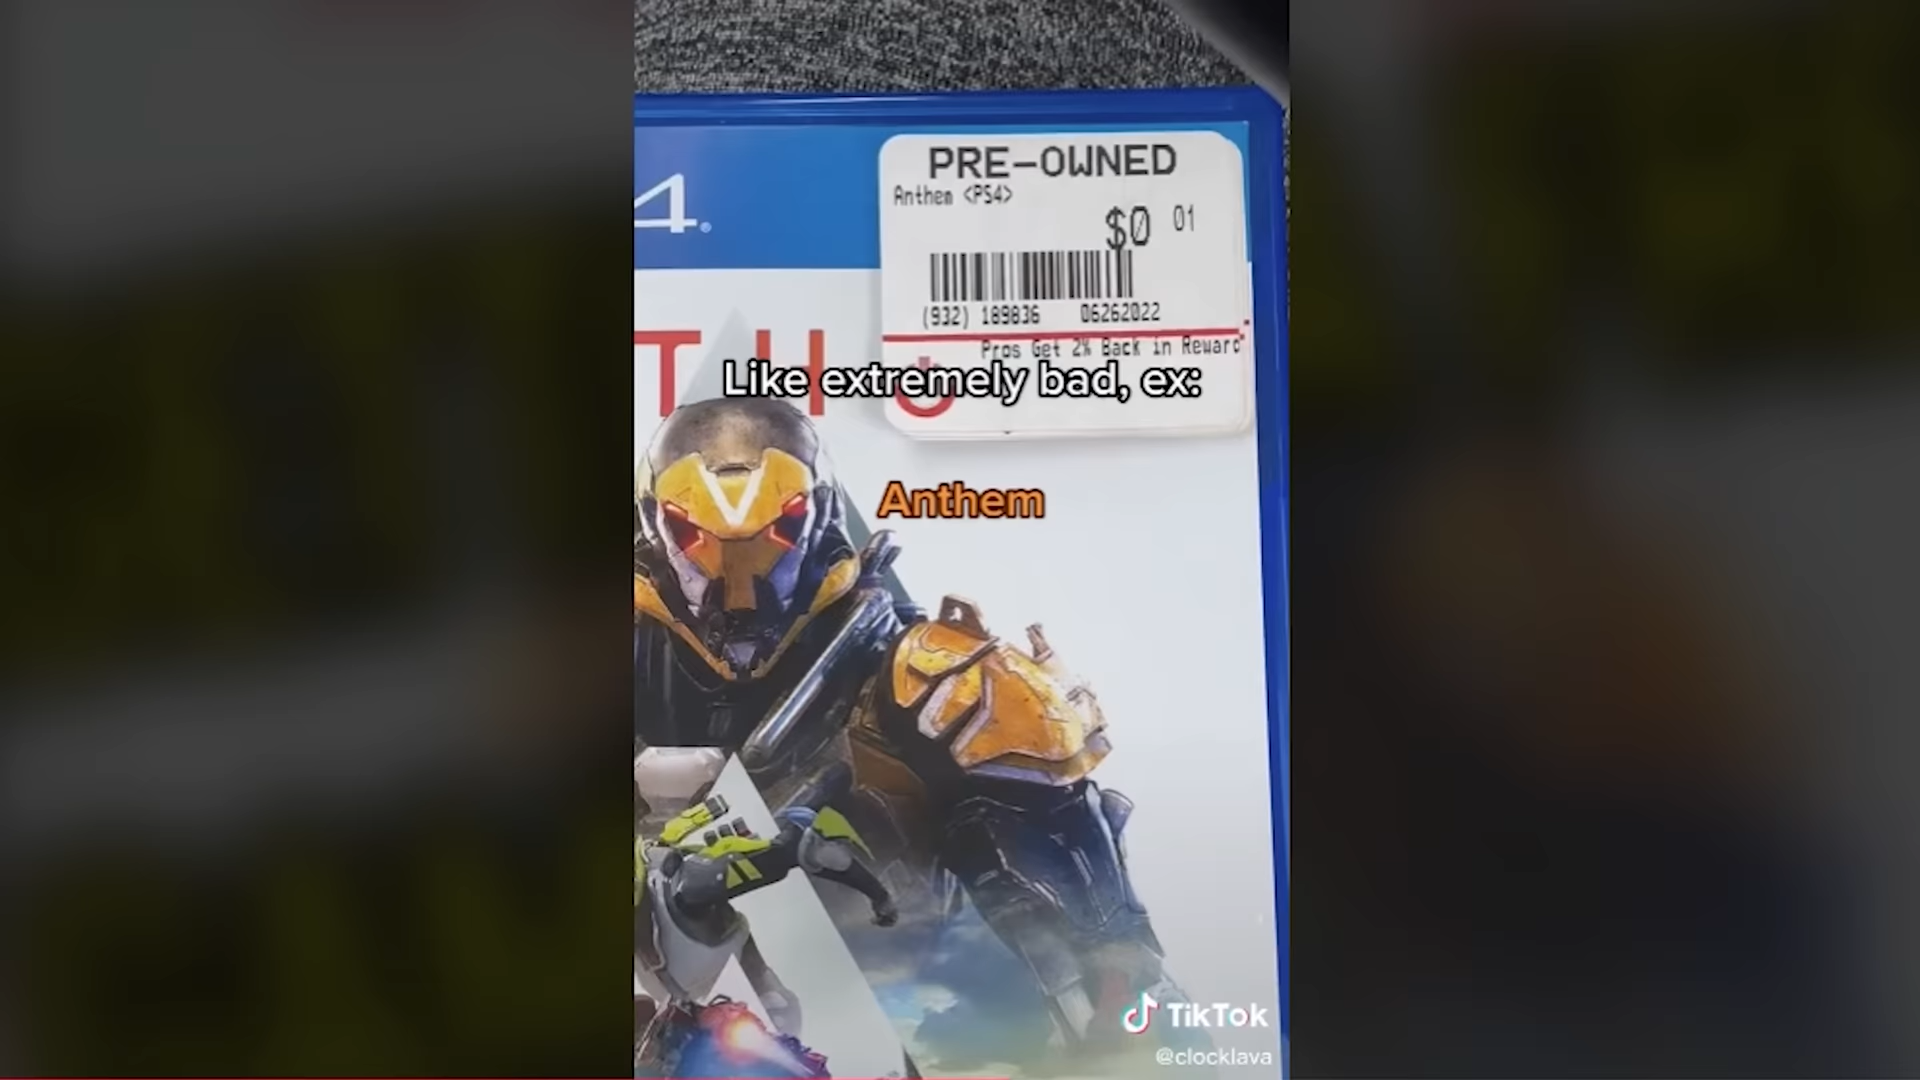 PRE-OWNED
Anthem <PS4>
$0 01
4
(932) 189836 06262022
Pros Get 2% Back in Reward
TH
Like extremely bad, ex:
Anthem
TikTok
@clocklava